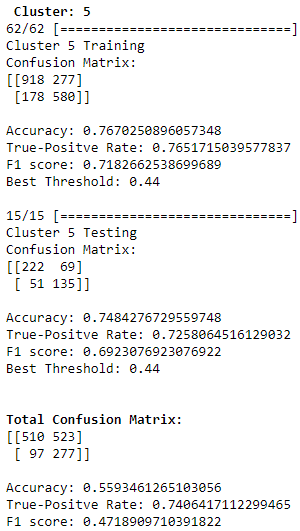 Cluster: 5
62/62 [==============================]
Cluster 5 Training
Confusion Matrix:
[[918 277]
 [178 580]]
Accuracy: 0.7670250896057348
True-Positve Rate: 0.7651715039577837
F1 score: 0.7182662538699689
Best Threshold: 0.44
15/15 [==============================]
Cluster 5 Testing
Confusion Matrix:
[[222  69]
 [ 51 135]]
Accuracy: 0.7484276729559748
True-Positve Rate: 0.7258064516129032
F1 score: 0.6923076923076922
Best Threshold: 0.44
Total Confusion Matrix:
[[510 523]
 [ 97 277]]
Accuracy: 0.5593461265103056
True-Positve Rate: 0.7406417112299465
F1 score: 0.4718909710391822